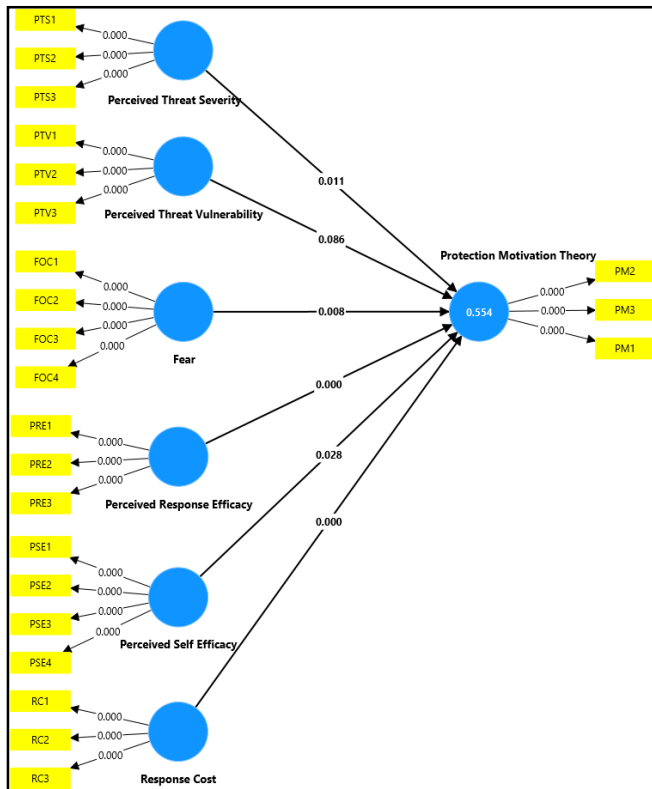 PTS1
0.000
PTS2
0.000
0.000
PTS3
Perceived Threat Severity
PTV1
0.000
PTV2
0.000
0.000
PTV3
Perceived Threat Vulnerability
FOC1
0.000
FOC2
0.000
0.000
FOC3
0.000
FOC4
Fear
PRE1
0.000
PRE2
0.000
0.000
PRE3
Perceived Response Efficacy
PSE1
0.000
PSE2
0.000
0.000
PSE3
0.000
PSE4
Perceived Self Efficacy
RC1
0.000
RC2
0.000
0.000
RC3
Response Cost
0.011
0.086
0.008
0.000
0.028
0.000
Protection Motivation Theory
0.554
PM2
0.000
0.000
PM3
0.000
PM1